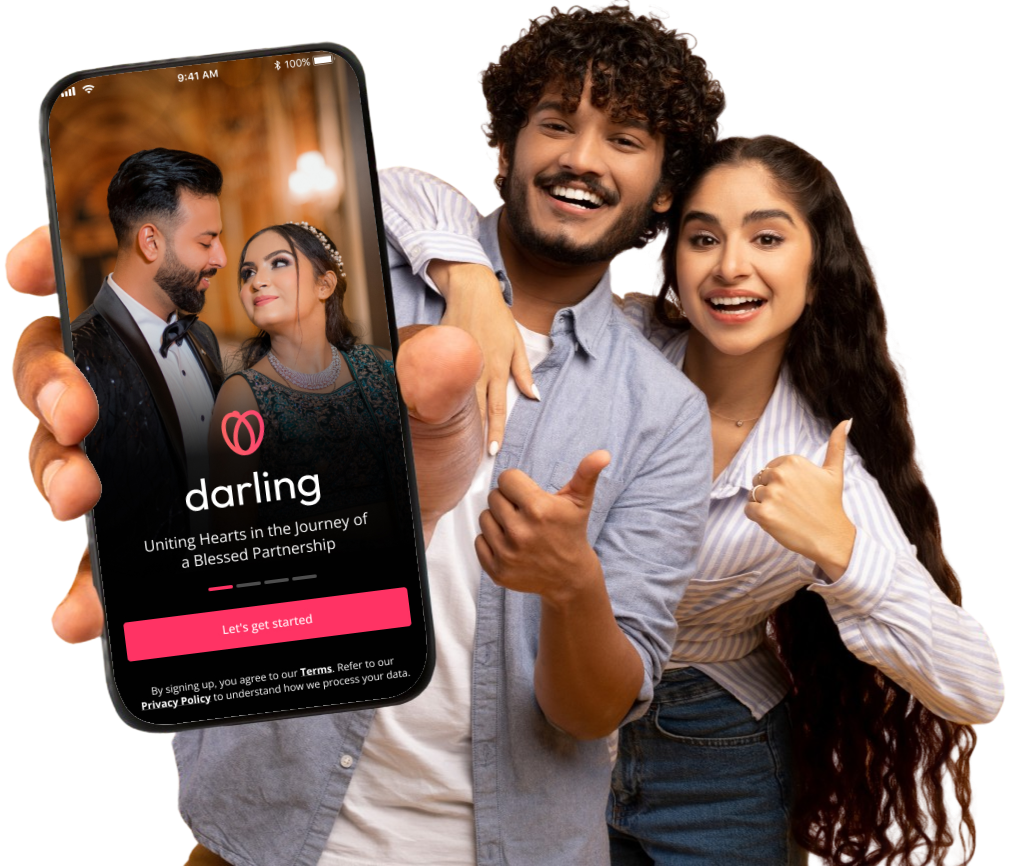 9:41 AM
100%
darling
Uniting Hearts in the Journey of
a Blessed Partnership
Let's get started
By signing up, you agree to our Terms. Refer to our
Privacy Policy to understand how we process your data.